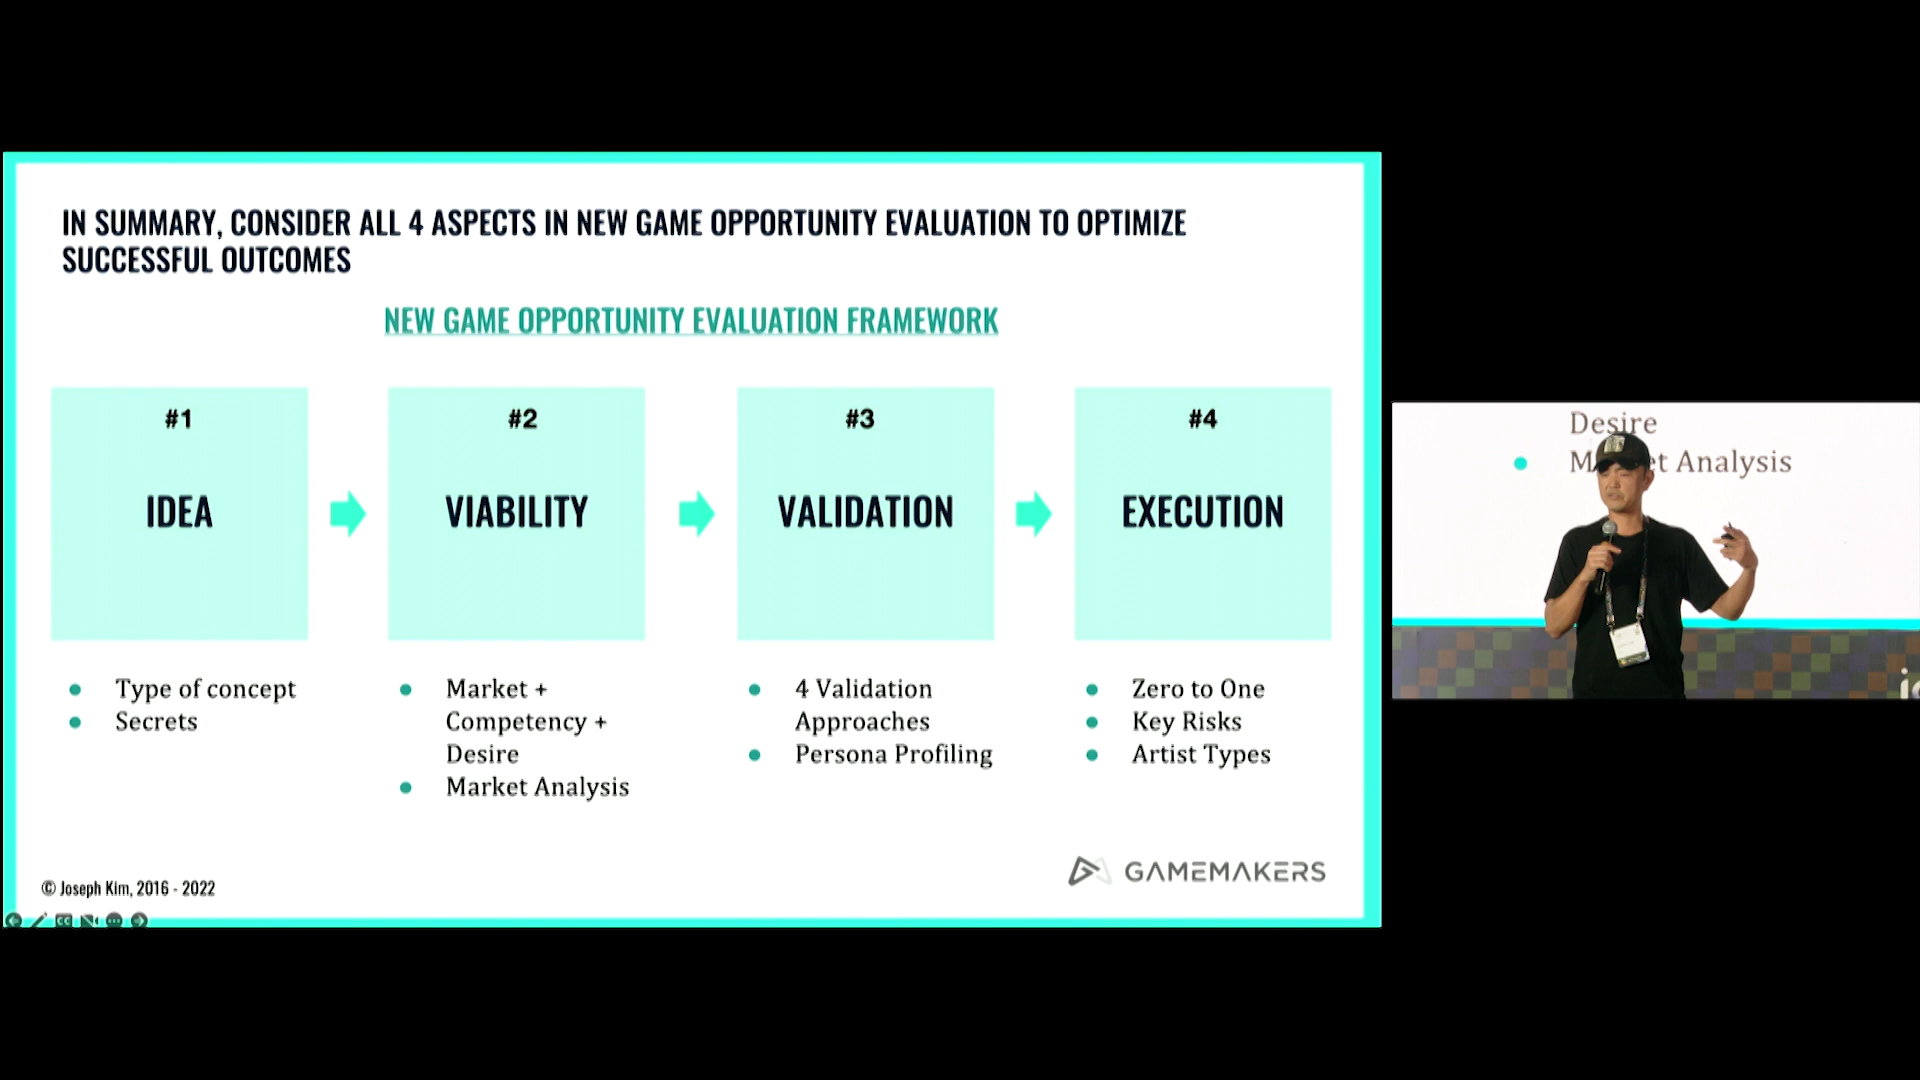 IN SUMMARY, CONSIDER ALL 4 ASPECTS IN NEW GAME OPPORTUNITY EVALUATION TO OPTIMIZE
SUCCESSFUL OUTCOMES
NEW GAME OPPORTUNITY EVALUATION FRAMEWORK
#1
IDEA
• Type of concept
• Secrets
#2
VIABILITY
• Market +
Competency +
Desire
• Market Analysis
#3
VALIDATION
• 4 Validation
Approaches
• Persona Profiling
#4
EXECUTION
• Zero to One
• Key Risks
• Artist Types
© Joseph Kim, 2016 - 2022
GAMEMAKERS
CC
Desire
• M et Analysis